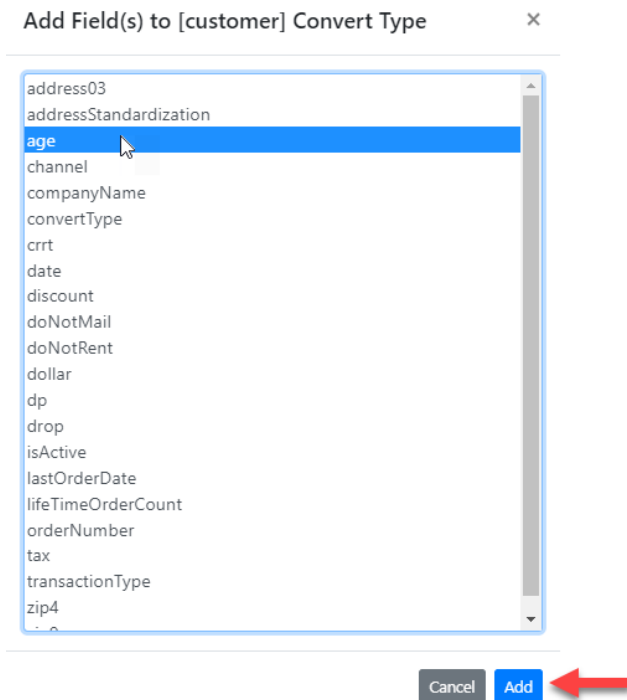 Add Field(s) to [customer] Convert Type ×
address03
addressStandardization
age
channel
companyName
convertType
crrt
date
discount
doNotMail
doNotRent
dollar
dp
drop
isActive
lastOrderDate
lifeTimeOrderCount
orderNumber
tax
transactionType
zip4
Cancel Add